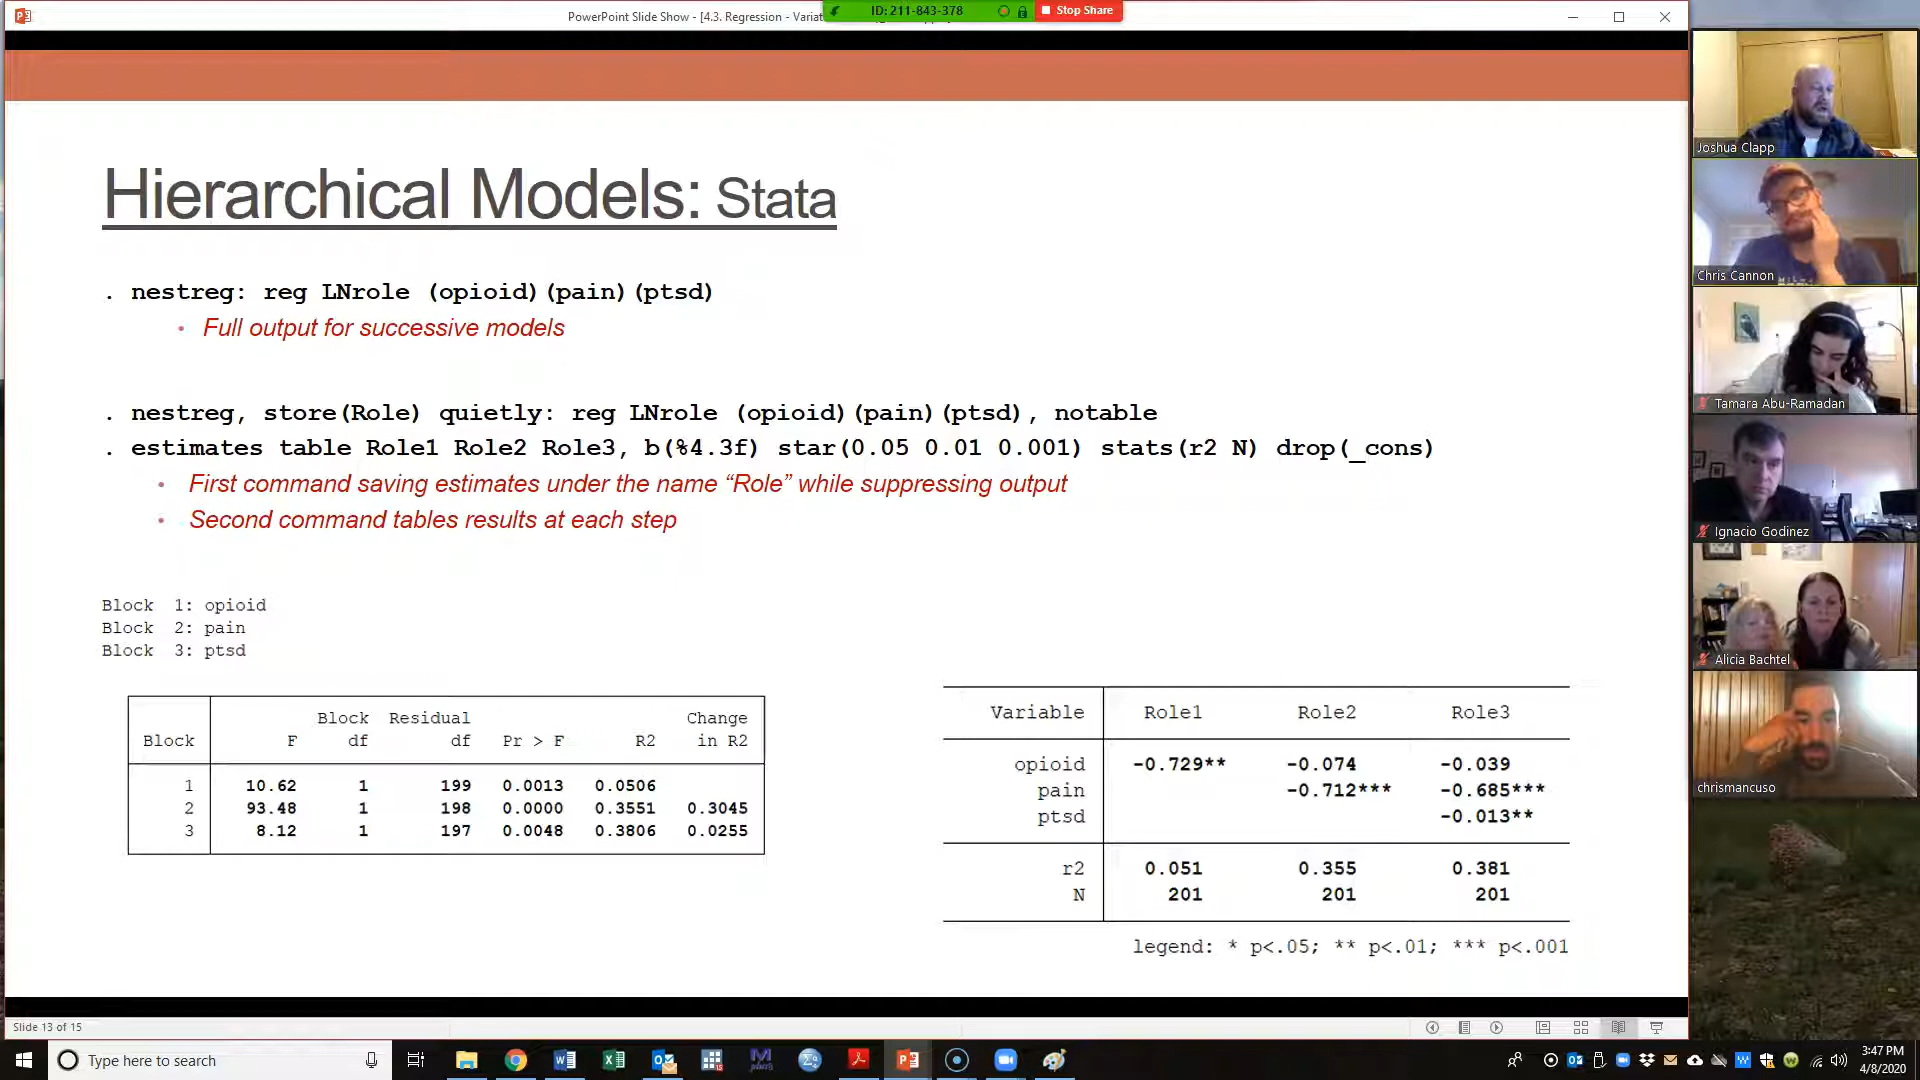 PowerPoint Slide Show - [4.3. Regression - Variat
ID: 211-843-378
Stop Share
Hierarchical Models: Stata
. nestreg: reg LNrole (opioid)(pain)(ptsd)
• Full output for successive models
. nestreg, store(Role) quietly: reg LNrole (opioid)(pain)(ptsd), notable
. estimates table Role1 Role2 Role3, b(%4.3f) star(0.05 0.01 0.001) stats(r2 N) drop(_cons)
• First command saving estimates under the name “Role” while suppressing output
• Second command tables results at each step
Block 1: opioid
Block 2: pain
Block 3: ptsd
Block Residual Change
Block F df df Pr > F R2 in R2
1 10.62 1 199 0.0013 0.0506
2 93.48 1 198 0.0000 0.3551 0.3045
3 8.12 1 197 0.0048 0.3806 0.0255
Variable Role1 Role2 Role3
opioid -0.729** -0.074 -0.039
pain -0.712*** -0.685***
ptsd -0.013**
r2 0.051 0.355 0.381
N 201 201 201
legend: * p<.05; ** p<.01; *** p<.001
Joshua Clapp
Chris Cannon
Tamara Abu-Ramadan
Ignacio Godinez
Alicia Bachtel
chrismancuso
Slide 13 of 15
Type here to search
3:47 PM
4/8/2020